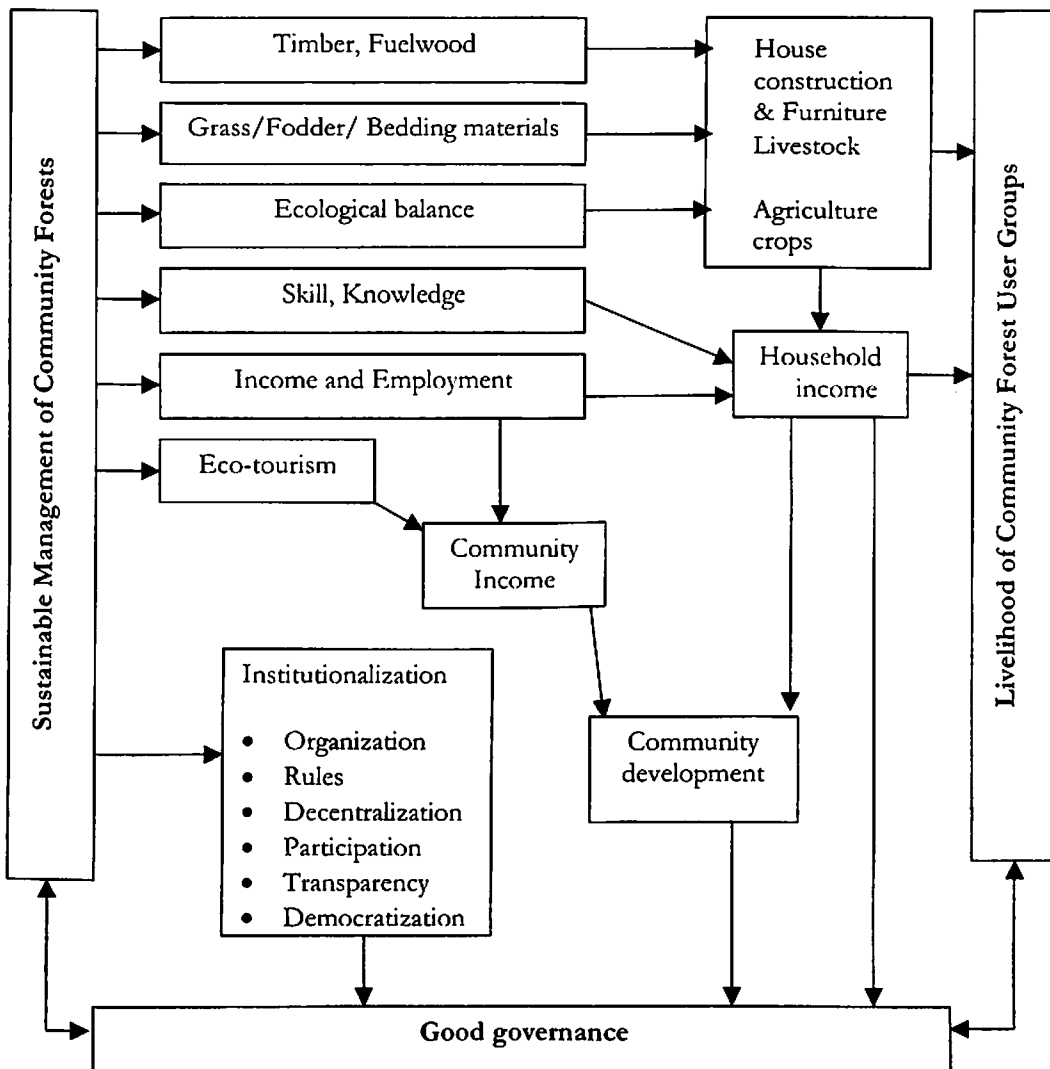 Sustainable Management of Community Forests
Timber, Fuelwood
Grass/Fodder/ Bedding materials
Ecological balance
Skill, Knowledge
Income and Employment
Eco-tourism
House
construction
& Furniture
Livestock
Agriculture
crops
Household
income
Community
Income
Institutionalization
• Organization
• Rules
• Decentralization
• Participation
• Transparency
• Democratization
Community
development
Good governance
Livelihood of Community Forest User Groups